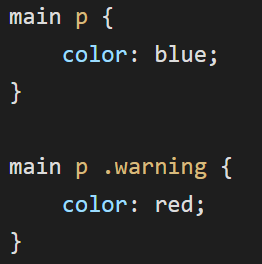 main p {
    color: blue;
}

main p .warning {
    color: red;
}